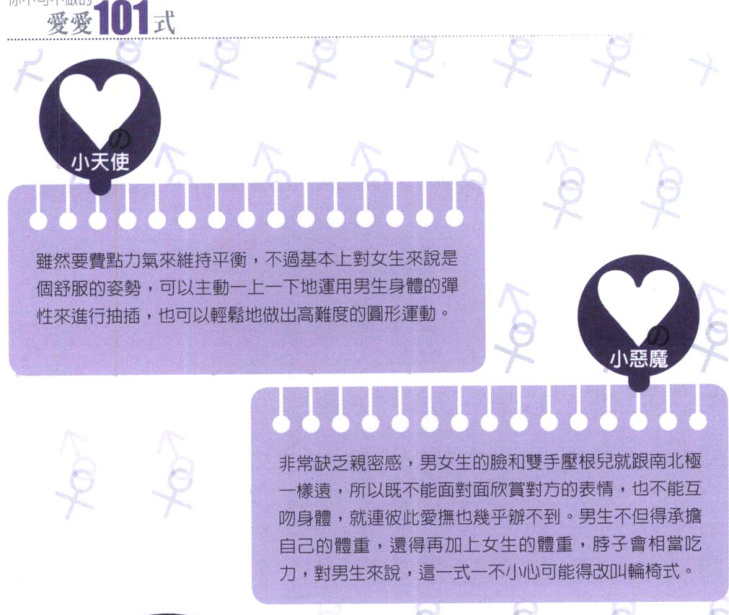 你不可不做的
愛愛101式
の
小天使
雖然要費點力氣來維持平衡，不過基本上對女生來說是
個舒服的姿勢，可以主動一上一下地運用男生身體的彈
性來進行抽插，也可以輕鬆地做出高難度的圓形運動。
の
小惡魔
非常缺乏親密感，男女生的臉和雙手壓根兒就跟南北極
一樣遠，所以既不能面對面欣賞對方的表情，也不能互
吻身體，就連彼此愛撫也幾乎辦不到。男生不但得承擔
自己的體重，還得再加上女生的體重，脖子會相當吃
力，對男生來說，這一式一不小心可能得改叫輪椅式。